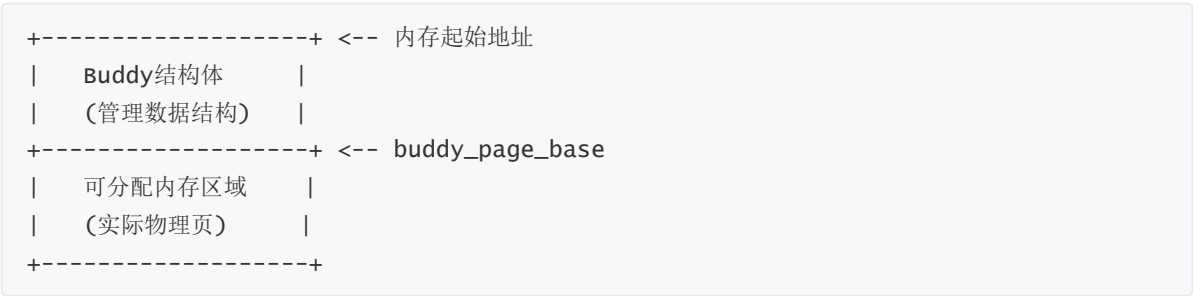 +-------------------+ <-- 内存起始地址
|   Buddy结构体      |
|   (管理数据结构)   |
+-------------------+ <-- buddy_page_base
|   可分配内存区域     |
|   (实际物理页)      |
+-------------------+